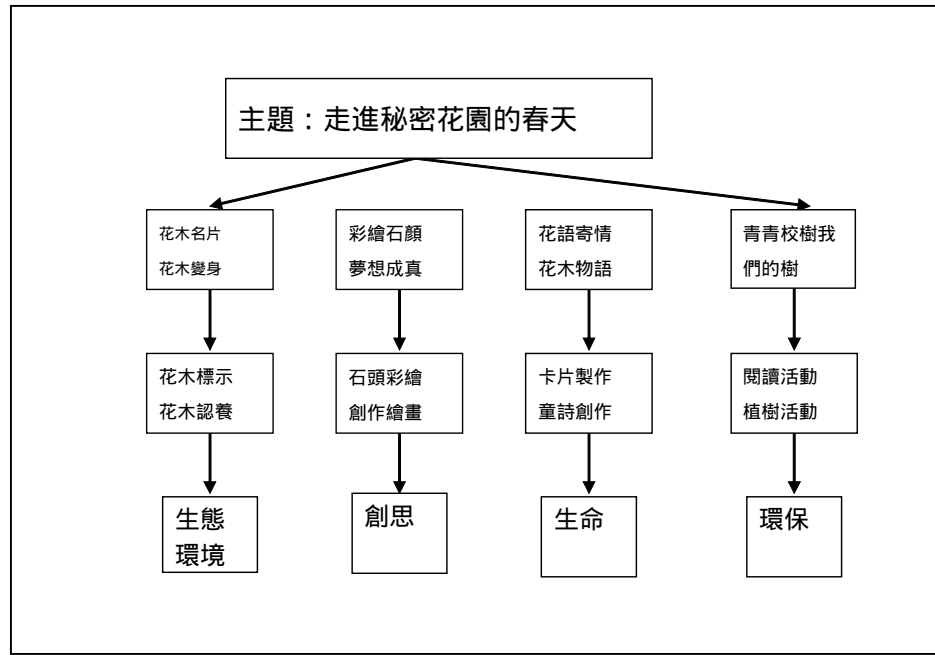 主題：走進秘密花園的春天
花木名片
花木變身
彩繪石顏
夢想成真
花語寄情
花木物語
青青校樹我
們的樹
花木標示
花木認養
石頭彩繪
創作繪畫
卡片製作
童詩創作
閱讀活動
植樹活動
生態
環境
創思
生命
環保